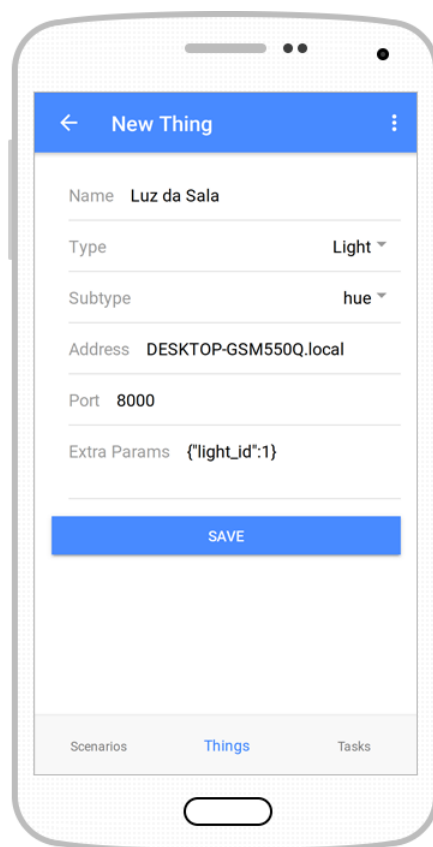 New Thing
Name Luz da Sala
Type Light
Subtype hue
Address DESKTOP-GSM550Q.local
Port 8000
Extra Params {"light_id":1}
SAVE
Scenarios Things Tasks